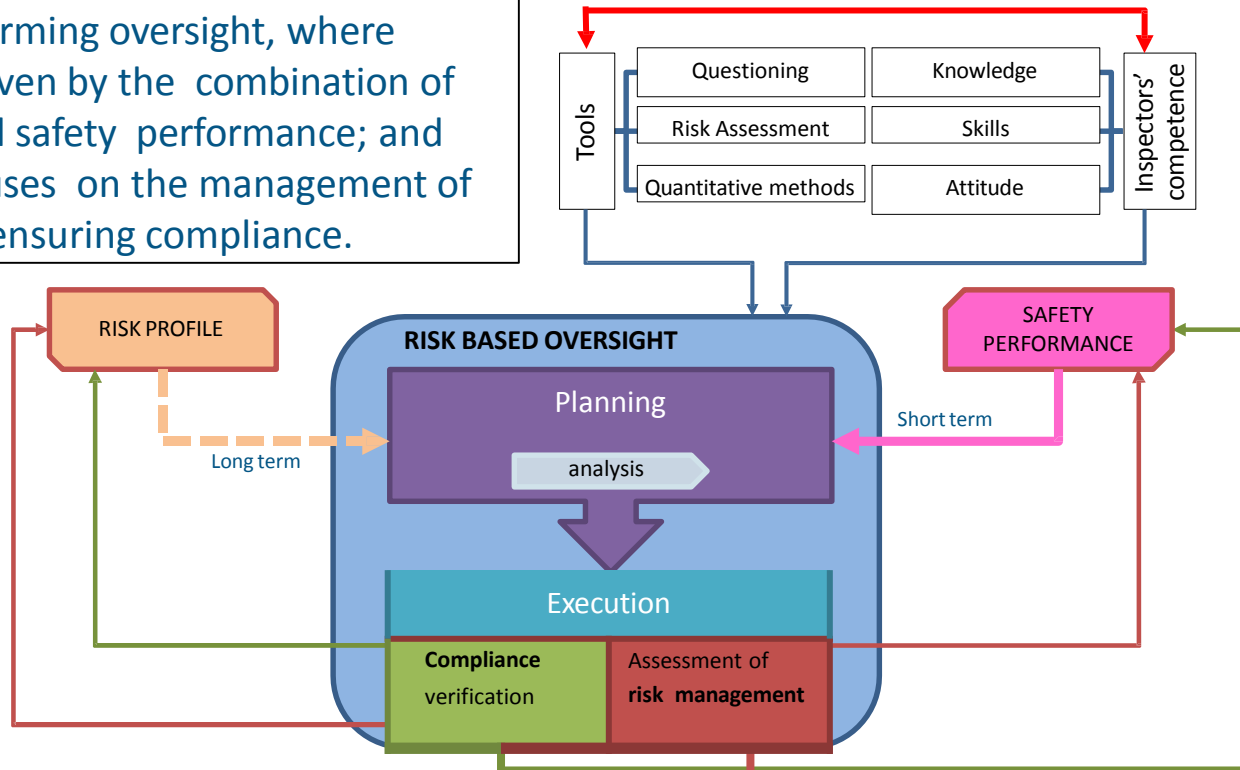 rming oversight, where
ven by the combination of
safety performance; and
uses on the management of
ensuring compliance.
Tools
Questioning
Risk Assessment
Quantitative methods
Knowledge
Skills
Attitude
Inspectors'
competence
RISK PROFILE
Long term
RISK BASED OVERSIGHT
Planning
analysis
Execution
Compliance
verification
Assessment of
risk management
SAFETY
PERFORMANCE
Short term